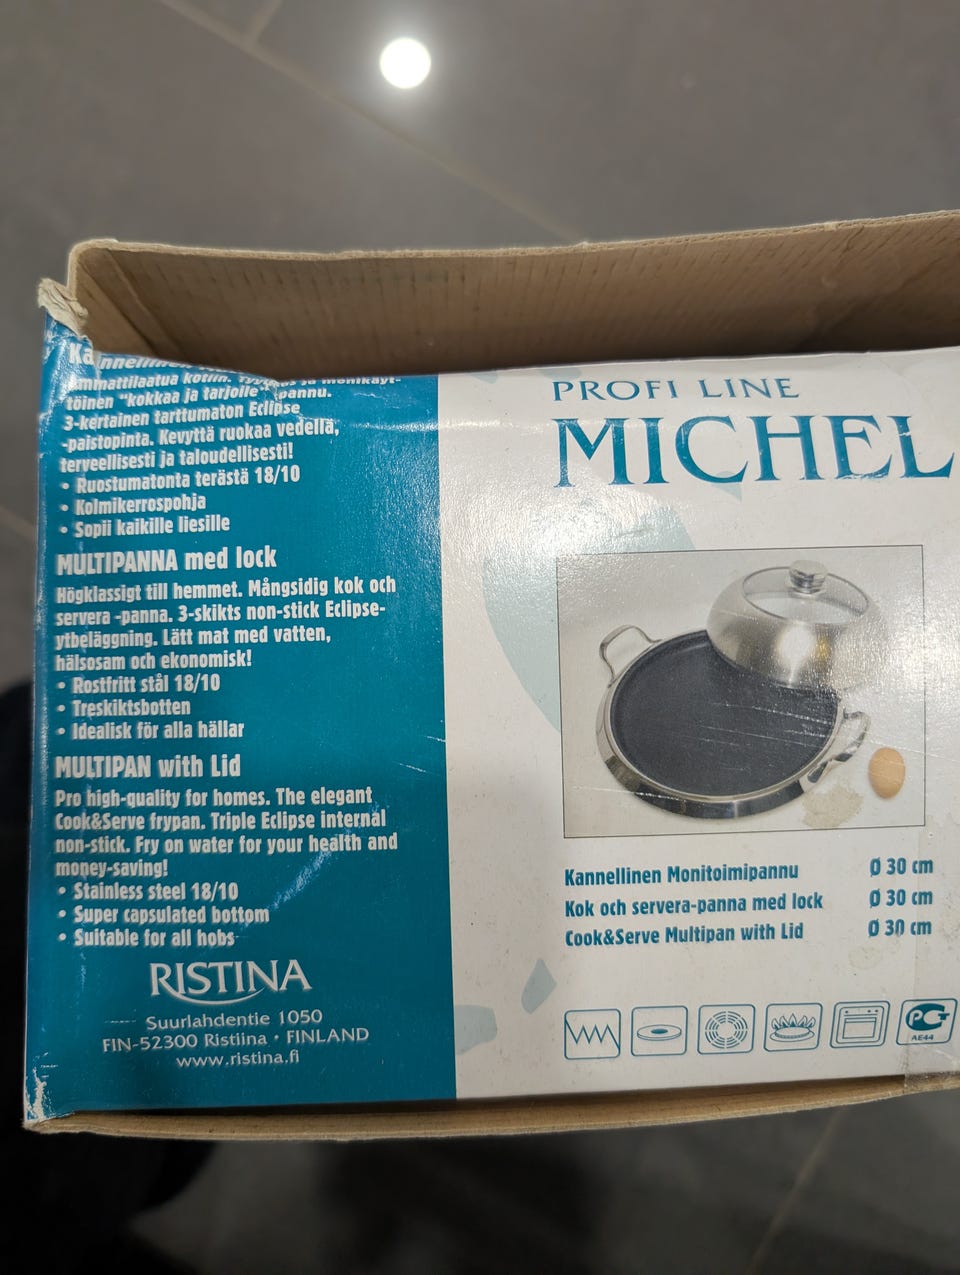 töinen "kokkaa ja tarjoile" -pannu.
3-kertainen tarttumaton Eclipse
-paistopinta. Kevyttä ruokaa vedellä,
terveellisesti ja taloudellisesti!
• Ruostumatonta terästä 18/10
• Kolmikerrospohja
• Sopii kaikille liesille
MULTIPANNA med lock
Högklassigt till hemmet. Mångsidig kok och
servera -panna. 3-skikts non-stick Eclipse-
ytbeläggning. Lätt mat med vatten,
hälsosam och ekonomisk!
• Rostfritt stål 18/10
• Treskiktsbotten
• Idealisk för alla hällar
MULTIPAN with Lid
Pro high-quality for homes. The elegant
Cook&Serve frypan. Triple Eclipse internal
non-stick. Fry on water for your health and
money-saving!
• Stainless steel 18/10
• Super capsulated bottom
• Suitable for all hobs
RISTINA
Suurlahdentie 1050
FIN-52300 Ristiina • FINLAND
www.ristina.fi
PROFI LINE
MICHEL
Kannellinen Monitoimipannu Ø 30 cm
Kok och servera-panna med lock Ø 30 cm
Cook&Serve Multipan with Lid Ø 30 cm
PCT
AE44